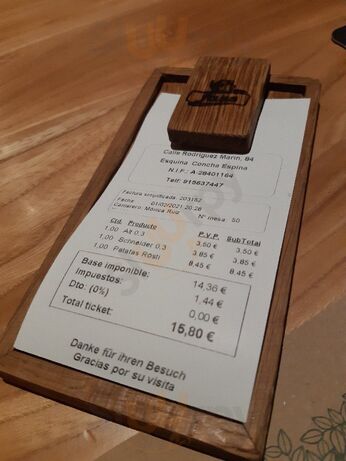 Calle Rodríguez Marín, 84
Esquina Concha Espina
N.I.F.: A-28401164
Telf: 915637447
Factura simplificada: 203152
Fecha: 01/02/2021 20:26
Camarero: Monica Ruiz Nº mesa: 50
Ctd. Producto P.V.P. SubTotal
1,00 Alt 0.3 3,50 € 3,50 €
1,00 Schneider 0.3 3,85 € 3,85 €
1,00 Patatas Rösti 8,45 € 8,45 €
Base imponible: 14,36 €
Impuestos: 1,44 €
Dto: (0%) 0,00 €
Total ticket: 15,80 €
Danke für ihren Besuch
Gracias por su visita